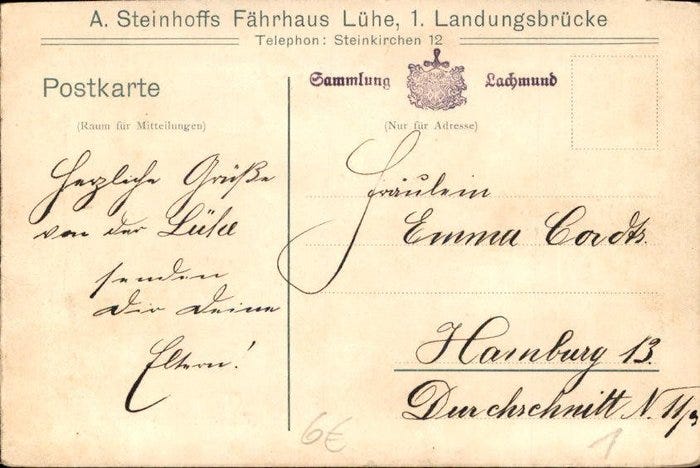 A. Steinhoffs Fährhaus Lühe, 1. Landungsbrücke
Telephon: Steinkirchen 12
Postkarte
Sammlung Lachmund
(Raum für Mitteilungen)
(Nur für Adresse)
Herzliche Grüße
von der Lühe
senden
Dir Deine
Eltern!
Fräulein
Emma Cordts.
Hamburg 13.
Durchschnitt N. 11/3
6€
1